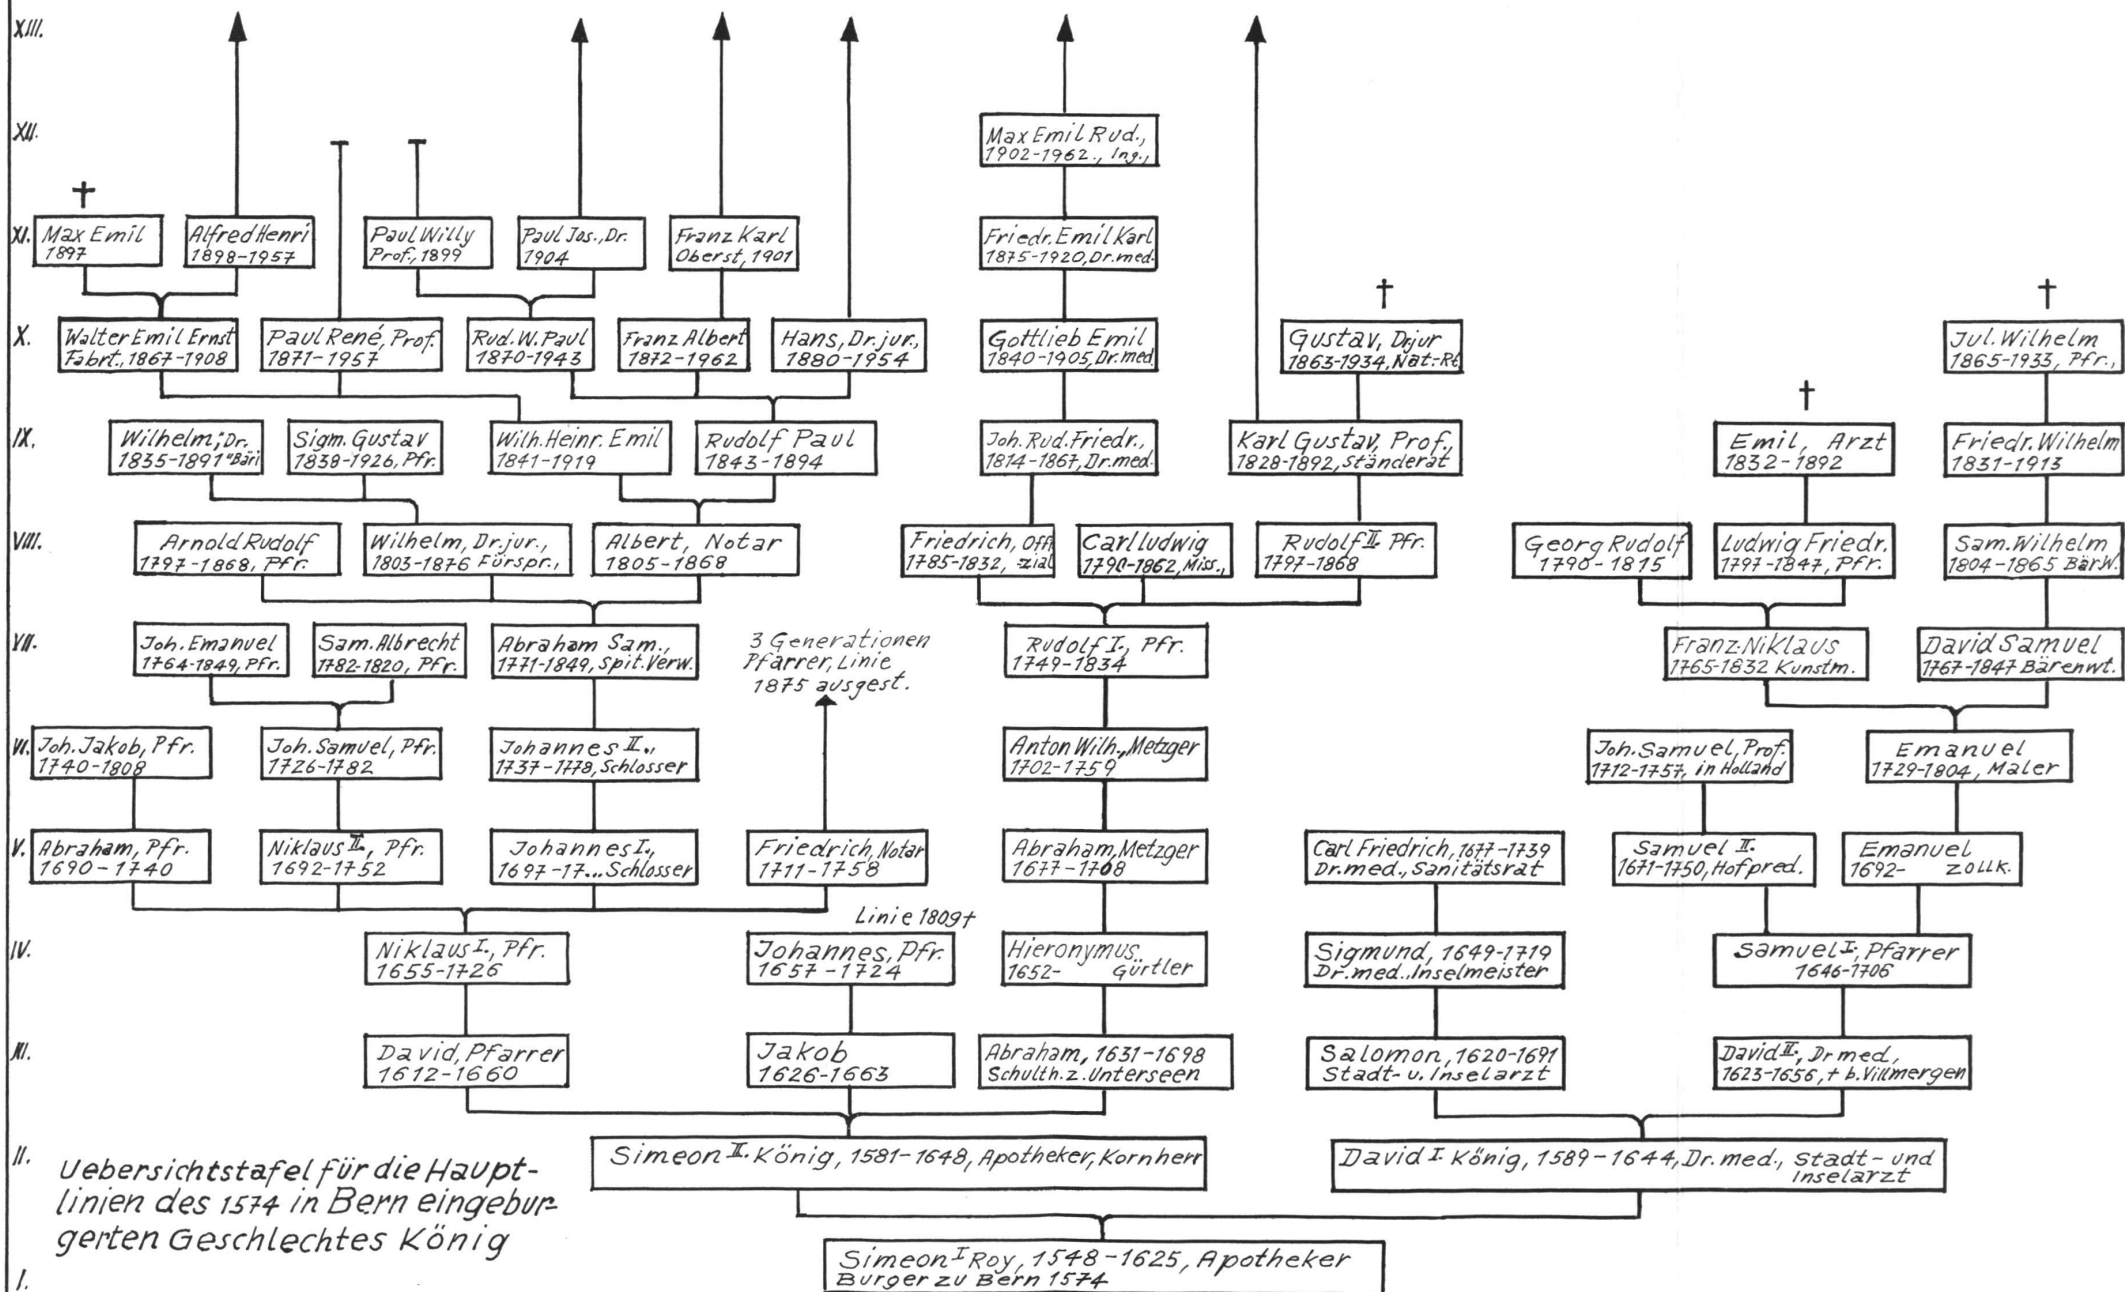 XIII.
XII.
Max Emil Rud.,
1902-1962., Ing.,
XI.
Max Emil
1897
Alfred Henri
1898-1957
Paul Willy
Prof., 1899
Paul Jos., Dr.
1904
Franz Karl
Oberst, 1901
Friedr. Emil Karl
1875-1920, Dr. med.
X.
Walter Emil Ernst
Fabrt., 1867-1908
Paul René, Prof.
1871-1957
Rud. W. Paul
1870-1943
Franz Albert
1872-1962
Hans, Dr. jur.,
1880-1954
Gottlieb Emil
1840-1905, Dr. med
Gustav, Dr jur
1863-1934, Nat.-Rt
Jul. Wilhelm
1865-1933, Pfr.,
IX.
Wilhelm, Dr.
1835-1891 "Bäri
Sigm. Gustav
1838-1926, Pfr.
Wilh. Heinr. Emil
1841-1919
Rudolf Paul
1843-1894
Joh. Rud. Friedr.,
1814-1867, Dr. med.
Karl Gustav, Prof.,
1828-1892, Ständerat
Emil, Arzt
1832-1892
Friedr. Wilhelm
1831-1913
VIII.
Arnold Rudolf
1797-1868, Pfr.
Wilhelm, Dr. jur.,
1803-1876 Fürspr.,
Albert, Notar
1805-1868
Friedrich, Offi
1785-1832, -zial
Carl Ludwig
1790-1862, Miss.,
Rudolf II. Pfr.
1797-1868
Georg Rudolf
1790-1815
Ludwig Friedr.
1797-1847, Pfr.
Sam. Wilhelm
1804-1865 BärW.
VII.
Joh. Emanuel
1764-1849, Pfr.
Sam. Albrecht
1782-1820, Pfr.
Abraham Sam.,
1771-1849, Spit. Verw.
3 Generationen
Pfarrer, Linie
1875 ausgest.
Rudolf I., Pfr.
1749-1834
Franz Niklaus
1765-1832 Kunstm.
David Samuel
1767-1847 Bärenwt.
VI.
Joh. Jakob, Pfr.
1740-1808
Joh. Samuel, Pfr.
1726-1782
Johannes II.,
1737-1778, Schlosser
Anton Wilh., Metzger
1702-1759
Joh. Samuel, Prof.
1712-1757, in Holland
Emanuel
1729-1804, Maler
V.
Abraham, Pfr.
1690-1740
Niklaus II., Pfr.
1692-1752
Johannes I.,
1697-17... Schlosser
Friedrich, Notar
1711-1758
Abraham, Metzger
1677-1708
Carl Friedrich, 1677-1739
Dr. med., Sanitätsrat
Samuel II.
1671-1750, Hofpred.
Emanuel
1692- Zollk.
Linie 1809†
IV.
Niklaus I., Pfr.
1655-1726
Johannes, Pfr.
1657-1724
Hieronymus,
1652- Gürtler
Sigmund, 1649-1719
Dr. med., Inselmeister
Samuel I., Pfarrer
1646-1706
III.
David, Pfarrer
1612-1660
Jakob
1626-1663
Abraham, 1631-1698
Schulth. z. Unterseen
Salomon, 1620-1691
Stadt- u. Inselarzt
David II., Dr med,
1623-1656, † b. Villmergen
II.
Simeon II. König, 1581-1648, Apotheker, Kornherr
David I. König, 1589-1644, Dr. med., Stadt- und
Inselarzt
Uebersichtstafel für die Haupt-
linien des 1574 in Bern eingebur-
gerten Geschlechtes König
I.
Simeon I Roy, 1548-1625, Apotheker
Burger zu Bern 1574